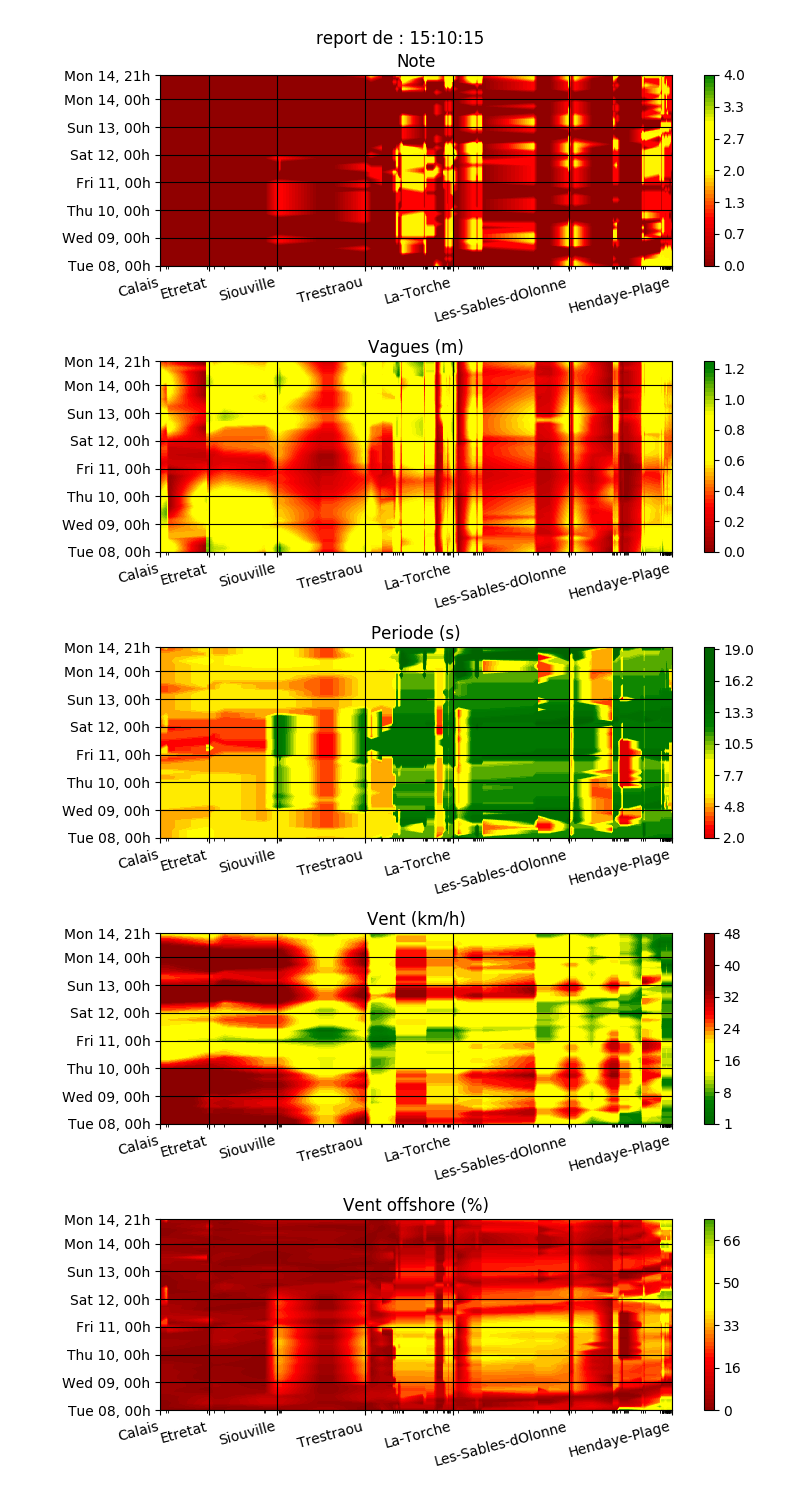 report de : 15:10:15
Note
Mon 14, 21h
Mon 14, 00h
Sun 13, 00h
Sat 12, 00h
Fri 11, 00h
Thu 10, 00h
Wed 09, 00h
Tue 08, 00h
Calais
Etretat
Siouville
Trestraou
La-Torche
Les-Sables-dOlonne
Hendaye-Plage
4.0
3.3
2.7
2.0
1.3
0.7
0.0
Vagues (m)
Mon 14, 21h
Mon 14, 00h
Sun 13, 00h
Sat 12, 00h
Fri 11, 00h
Thu 10, 00h
Wed 09, 00h
Tue 08, 00h
Calais
Etretat
Siouville
Trestraou
La-Torche
Les-Sables-dOlonne
Hendaye-Plage
1.2
1.0
0.8
0.6
0.4
0.2
0.0
Periode (s)
Mon 14, 21h
Mon 14, 00h
Sun 13, 00h
Sat 12, 00h
Fri 11, 00h
Thu 10, 00h
Wed 09, 00h
Tue 08, 00h
Calais
Etretat
Siouville
Trestraou
La-Torche
Les-Sables-dOlonne
Hendaye-Plage
19.0
16.2
13.3
10.5
7.7
4.8
2.0
Vent (km/h)
Mon 14, 21h
Mon 14, 00h
Sun 13, 00h
Sat 12, 00h
Fri 11, 00h
Thu 10, 00h
Wed 09, 00h
Tue 08, 00h
Calais
Etretat
Siouville
Trestraou
La-Torche
Les-Sables-dOlonne
Hendaye-Plage
48
40
32
24
16
8
1
Vent offshore (%)
Mon 14, 21h
Mon 14, 00h
Sun 13, 00h
Sat 12, 00h
Fri 11, 00h
Thu 10, 00h
Wed 09, 00h
Tue 08, 00h
Calais
Etretat
Siouville
Trestraou
La-Torche
Les-Sables-dOlonne
Hendaye-Plage
66
50
33
16
0